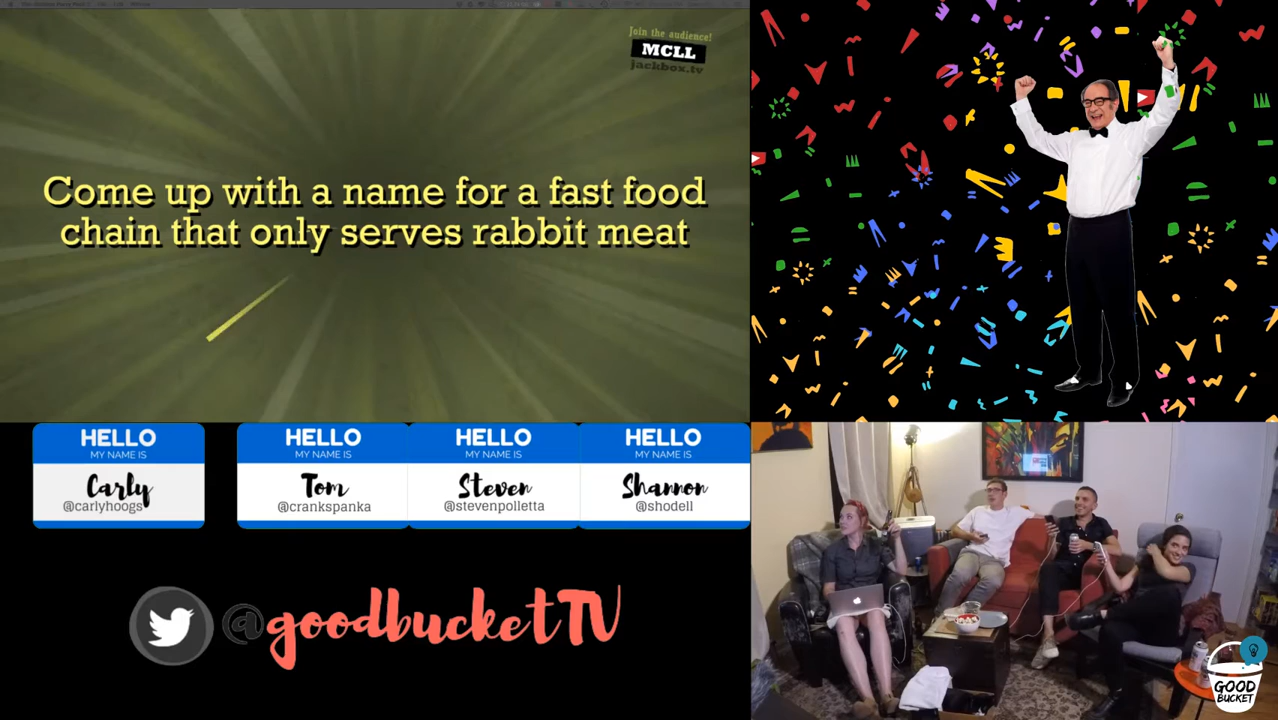 Join the audience!
MCLL
jackbox.tv
Come up with a name for a fast food
chain that only serves rabbit meat
HELLO
MY NAME IS
Carly
@carlyhoogs
HELLO
MY NAME IS
Tom
@crankspanka
HELLO
MY NAME IS
Steven
@stevenpolletta
HELLO
MY NAME IS
Shannon
@shodell
@goodbucketTV
GOOD
BUCKET